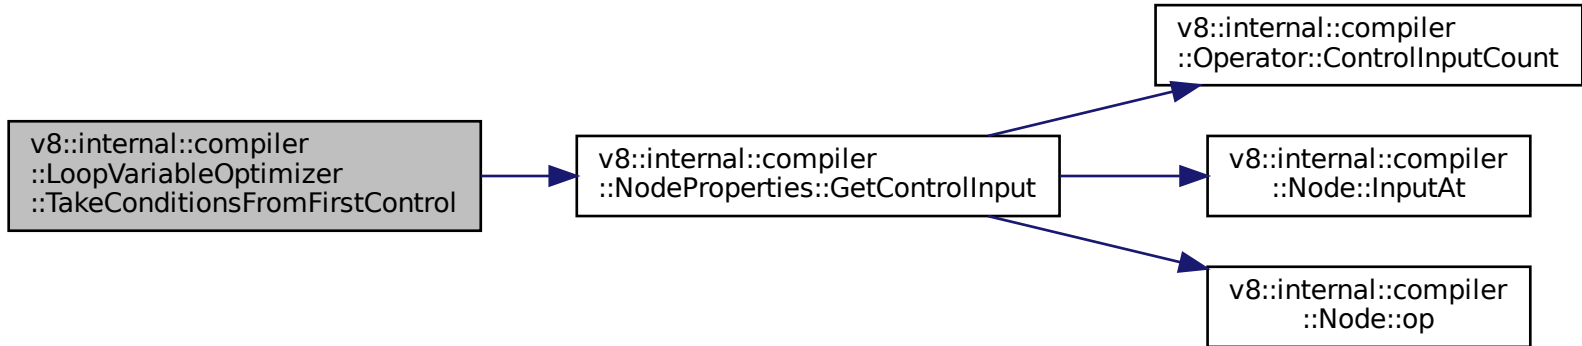 v8::internal::compiler
::LoopVariableOptimizer
::TakeConditionsFromFirstControl
v8::internal::compiler
::NodeProperties::GetControlInput
v8::internal::compiler
::Operator::ControlInputCount
v8::internal::compiler
::Node::InputAt
v8::internal::compiler
::Node::op